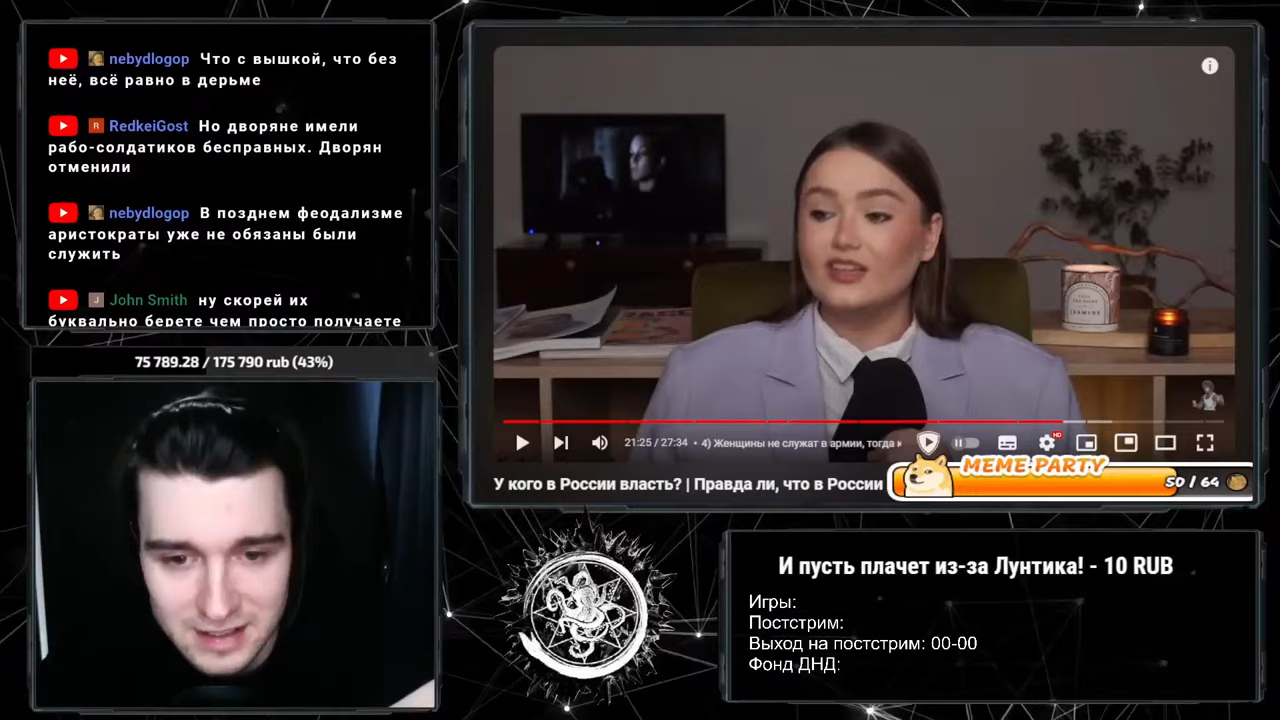 nebydlogop Что с вышкой, что без
неё, всё равно в дерьме
R RedkeiGost Но дворяне имели
рабо-солдатиков бесправных. Дворян
отменили
nebydlogop В позднем феодализме
аристократы уже не обязаны были
служить
J John Smith ну скорей их
буквально берете чем просто получаете
75 789.28 / 175 790 rub (43%)
JASMINE
21:25 / 27:34 • 4) Женщины не служат в армии, тогда к
HD
У кого в России власть? | Правда ли, что в России
MEME PARTY
50 / 64
И пусть плачет из-за Лунтика! - 10 RUB
Игры:
Постстрим:
Выход на постстрим: 00-00
Фонд ДНД: